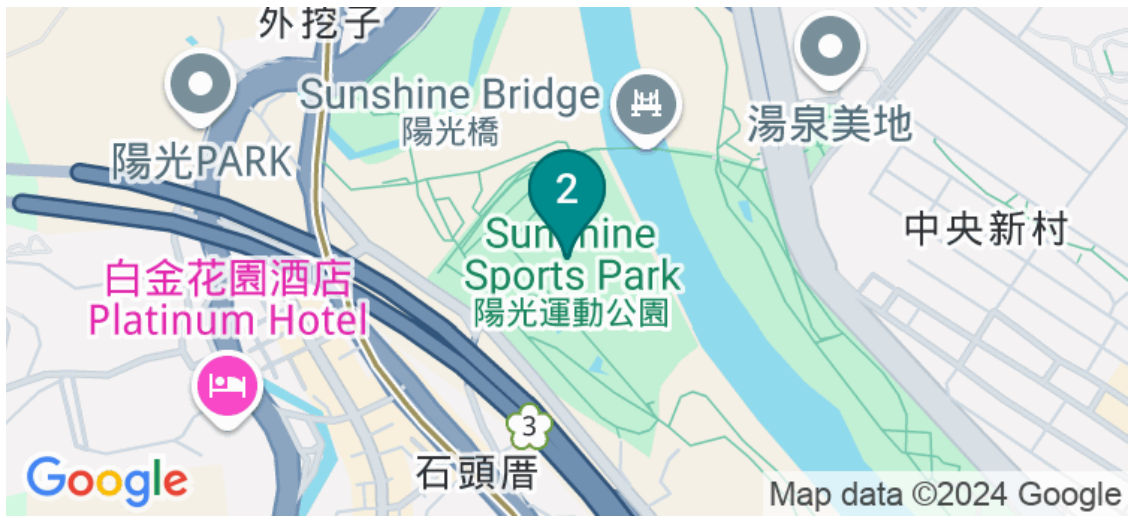 外挖子
Sunshine Bridge
陽光橋
湯泉美地
陽光PARK
2
Sunshine
Sports Park
陽光運動公園
中央新村
白金花園酒店
Platinum Hotel
3
石頭厝
Google
Map data ©2024 Google